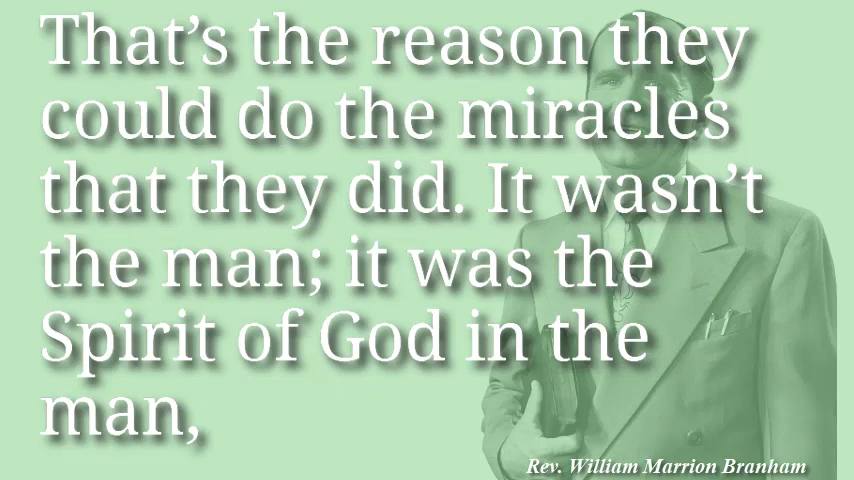 That’s the reason they
could do the miracles
that they did. It wasn’t
the man; it was the
Spirit of God in the
man,
Rev. William Marrion Branham